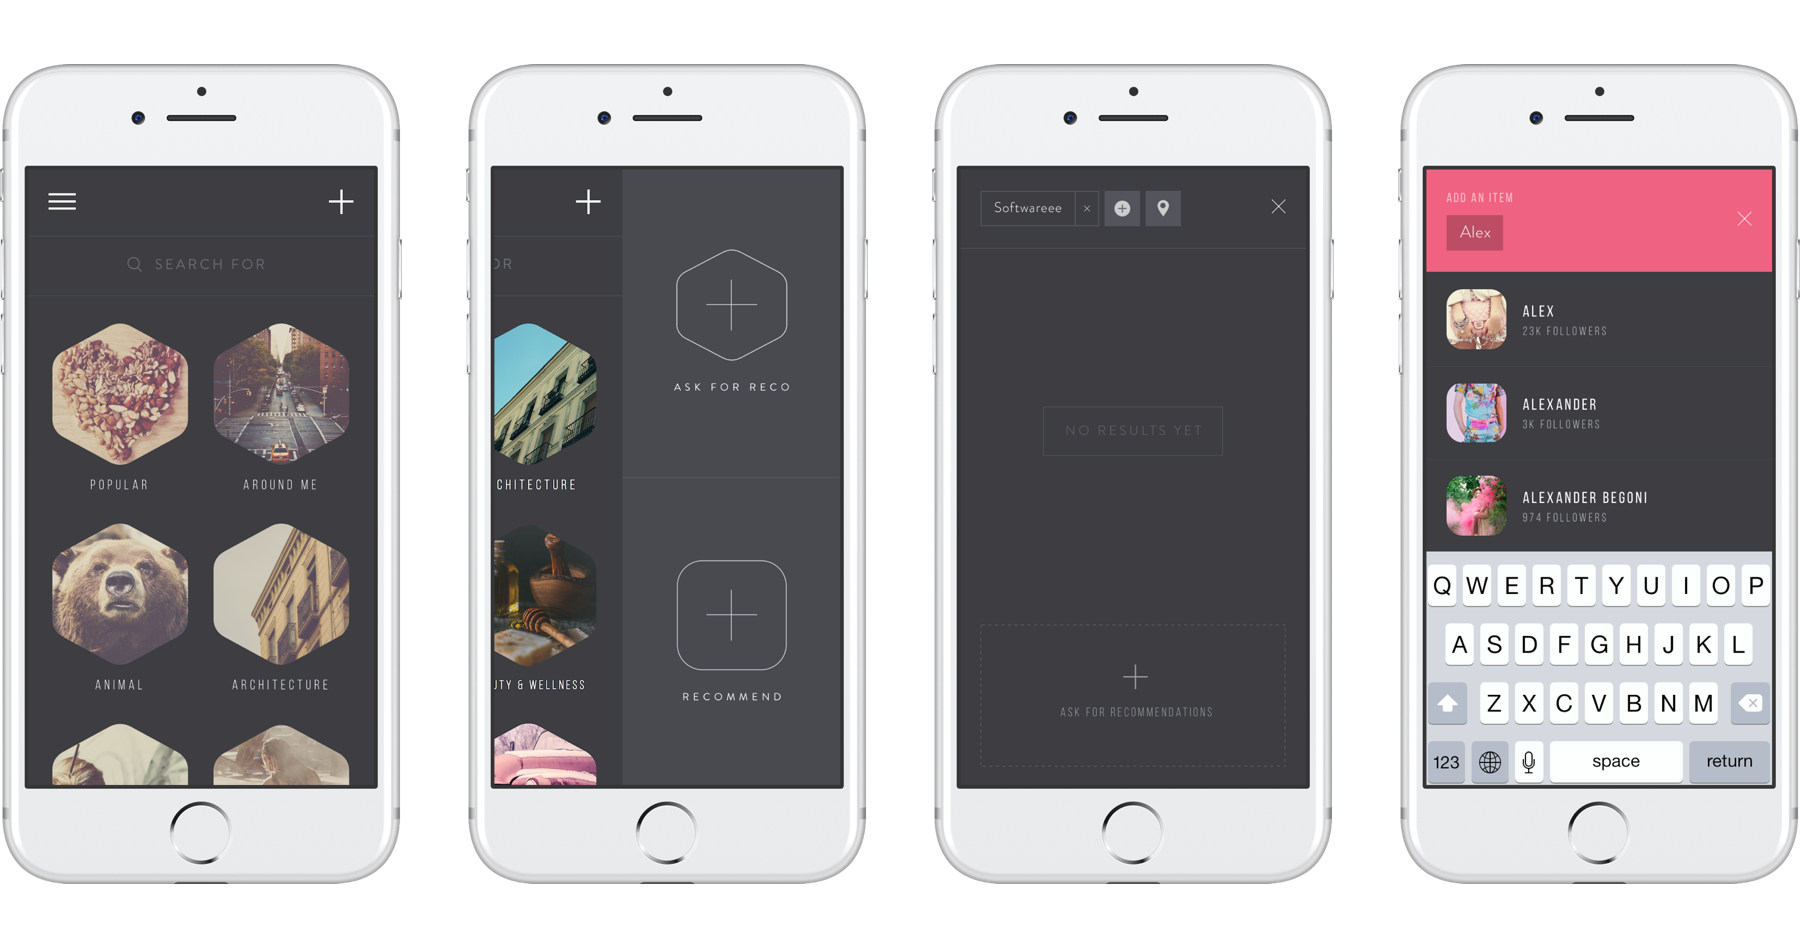 SEARCH FOR
POPULAR
AROUND ME
ANIMAL
ARCHITECTURE
OR
CHITECTURE
UTY & WELLNESS
ASK FOR RECO
RECOMMEND
Softwareee ×
NO RESULTS YET
ASK FOR RECOMMENDATIONS
ADD AN ITEM
Alex
ALEX
23K FOLLOWERS
ALEXANDER
3K FOLLOWERS
ALEXANDER BEGONI
974 FOLLOWERS
Q W E R T Y U I O P
A S D F G H J K L
Z X C V B N M
123 space return